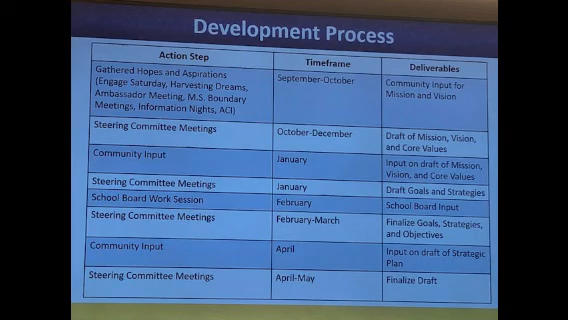 Development Process
Action Step
Timeframe
Deliverables
Gathered Hopes and Aspirations
(Engage Saturday, Harvesting Dreams,
Ambassador Meeting, M.S. Boundary
Meetings, Information Nights, ACI)
September-October
Community Input for
Mission and Vision
Steering Committee Meetings
October-December
Draft of Mission, Vision,
and Core Values
Community Input
January
Input on draft of Mission,
Vision, and Core Values
Steering Committee Meetings
January
Draft Goals and Strategies
School Board Work Session
February
School Board Input
Steering Committee Meetings
February-March
Finalize Goals, Strategies,
and Objectives
Community Input
April
Input on draft of Strategic
Plan
Steering Committee Meetings
April-May
Finalize Draft